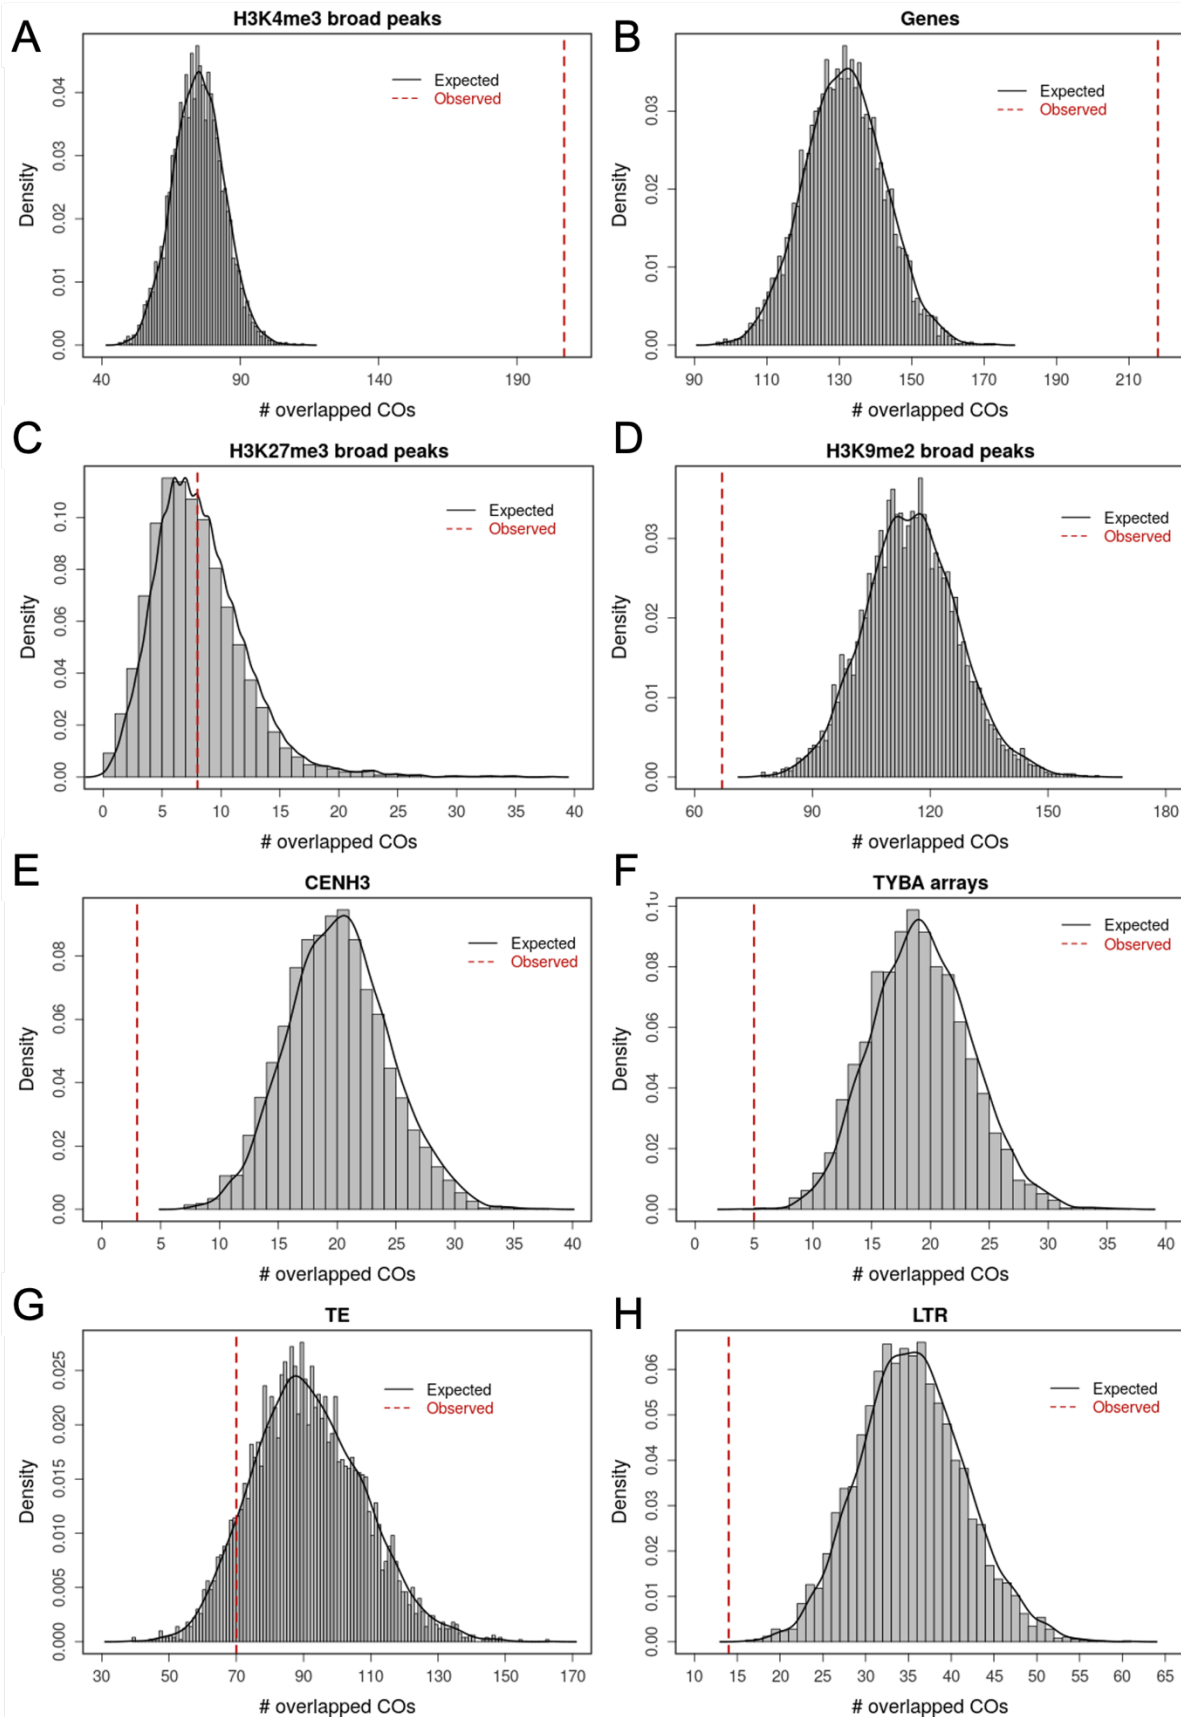 A
H3K4me3 broad peaks
Density
0.00 0.01 0.02 0.03 0.04
Expected
Observed
40 90 140 190
# overlapped COs
B
Genes
Density
0.00 0.01 0.02 0.03
Expected
Observed
90 110 130 150 170 190 210
# overlapped COs
C
H3K27me3 broad peaks
Density
0.00 0.02 0.04 0.06 0.08 0.10
Expected
Observed
0 5 10 15 20 25 30 35 40
# overlapped COs
D
H3K9me2 broad peaks
Density
0.00 0.01 0.02 0.03
Expected
Observed
60 90 120 150 180
# overlapped COs
E
CENH3
Density
0.00 0.02 0.04 0.06 0.08
Expected
Observed
0 5 10 15 20 25 30 35 40
# overlapped COs
F
TYBA arrays
Density
0.00 0.02 0.04 0.06 0.08
Expected
Observed
0 5 10 15 20 25 30 35 40
# overlapped COs
G
TE
Density
0.000 0.005 0.010 0.015 0.020 0.025
Expected
Observed
30 50 70 90 110 130 150 170
# overlapped COs
H
LTR
Density
0.00 0.01 0.02 0.03 0.04 0.05 0.06
Expected
Observed
10 15 20 25 30 35 40 45 50 55 60 65
# overlapped COs